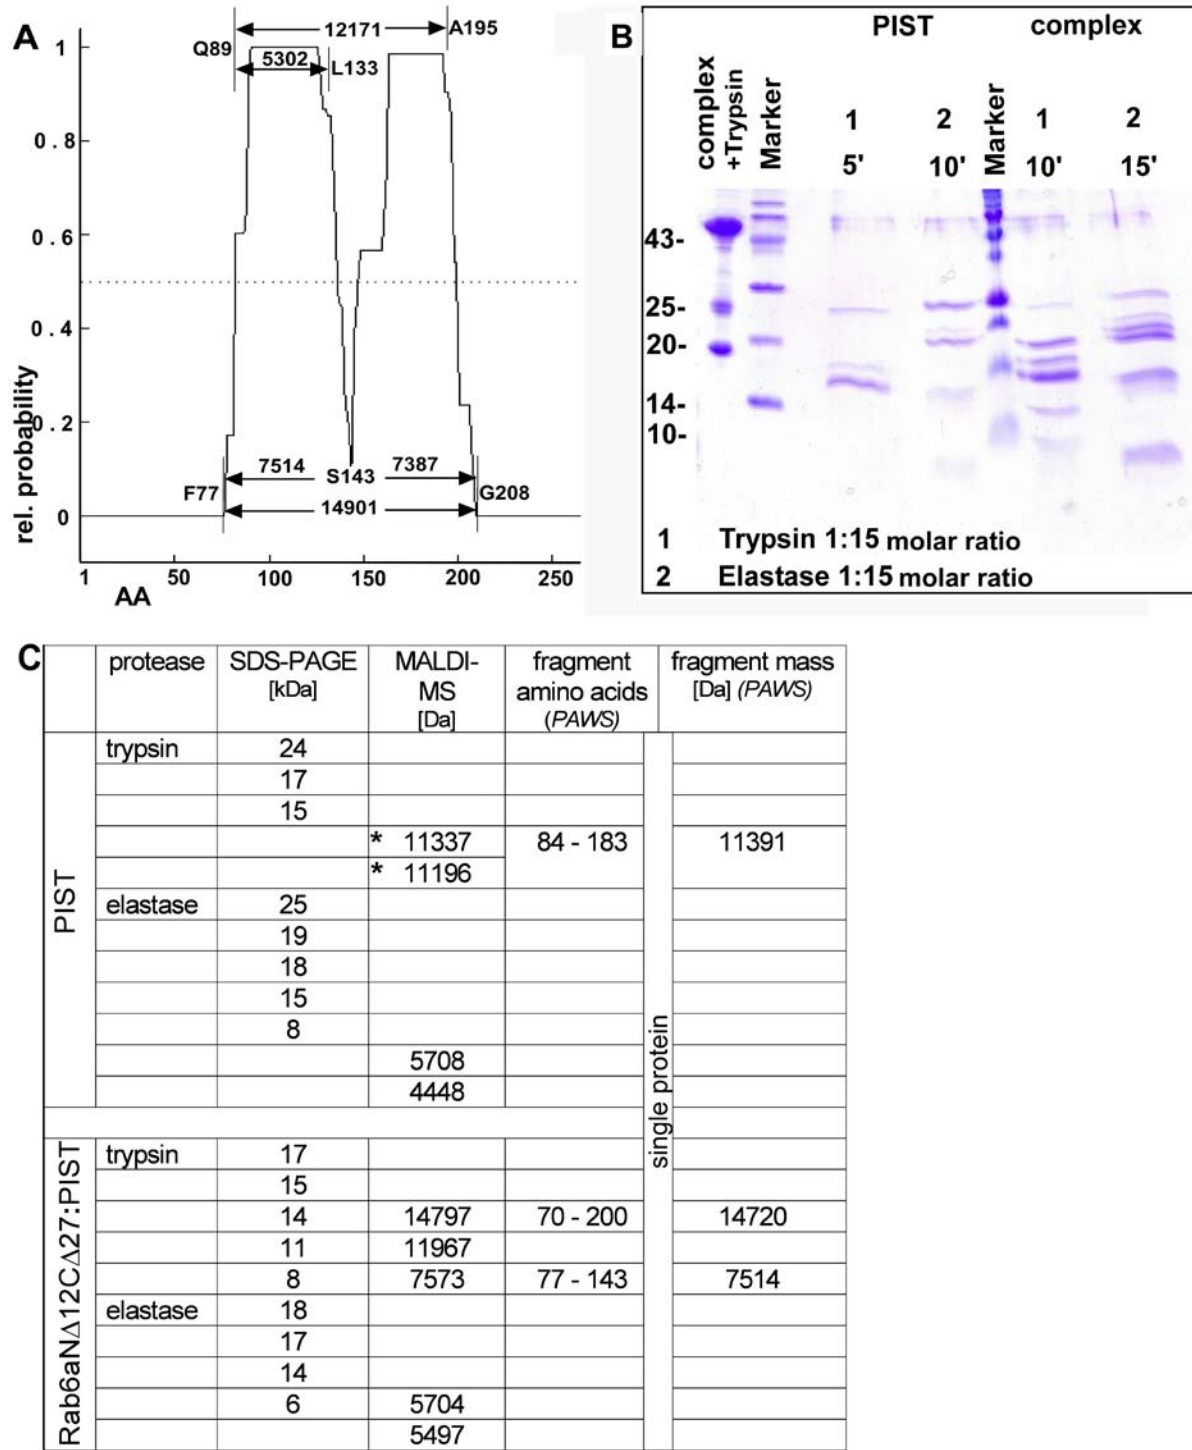 A
12171
A195
Q89
5302
L133
1
0.8
0.6
0.4
0.2
0
rel. probability
7514
S143
7387
F77
G208
14901
1
50
100
150
200
250
AA
B
PIST
complex
complex
+Trypsin
Marker
1
5'
2
10'
Marker
1
10'
2
15'
43-
25-
20-
14-
10-
1 Trypsin 1:15 molar ratio
2 Elastase 1:15 molar ratio
C
protease SDS-PAGE MALDI- fragment fragment mass
[kDa] MS amino acids [Da] (PAWS)
[Da] (PAWS)
PIST
trypsin 24
17
15
* 11337 84 - 183 11391
* 11196
elastase 25
19
18
15
8
5708
4448
single protein
Rab6aNΔ12CΔ27:PIST
trypsin 17
15
14 14797 70 - 200 14720
11 11967
8 7573 77 - 143 7514
elastase 18
17
14
6 5704
5497